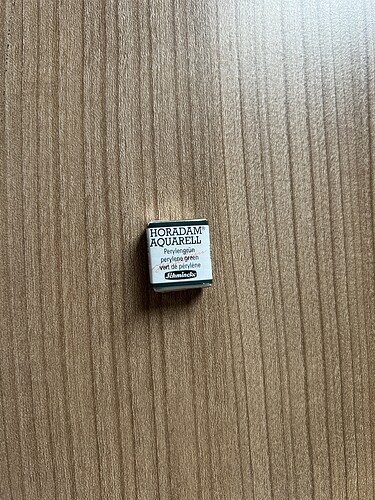 HORADAM®
AQUARELL
Perylengrün
perylene green
vert de pérylène
Schmincke